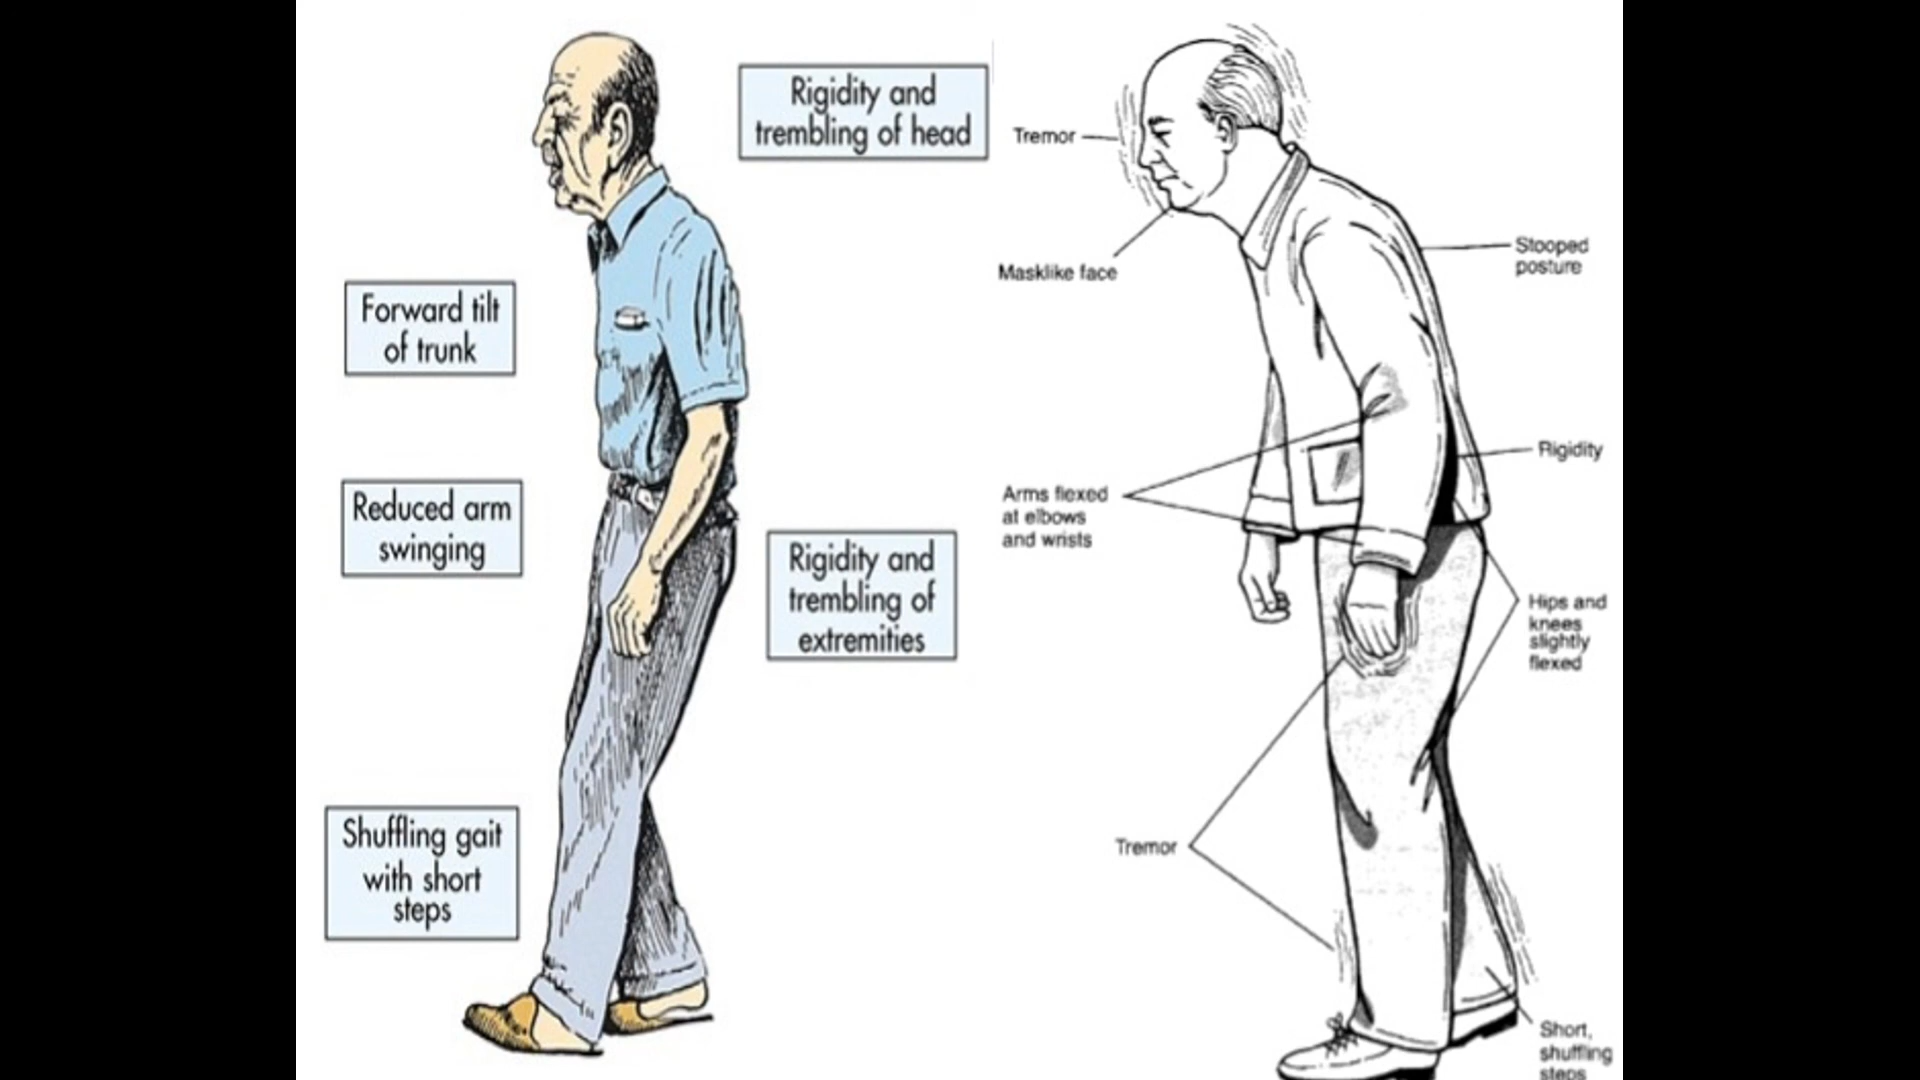 Rigidity and
trembling of head
Forward tilt
of trunk
Reduced arm
swinging
Rigidity and
trembling of
extremities
Shuffling gait
with short
steps
Tremor
Masklike face
Stooped
posture
Rigidity
Arms flexed
at elbows
and wrists
Hips and
knees
slightly
flexed
Tremor
Short,
shuffling
steps